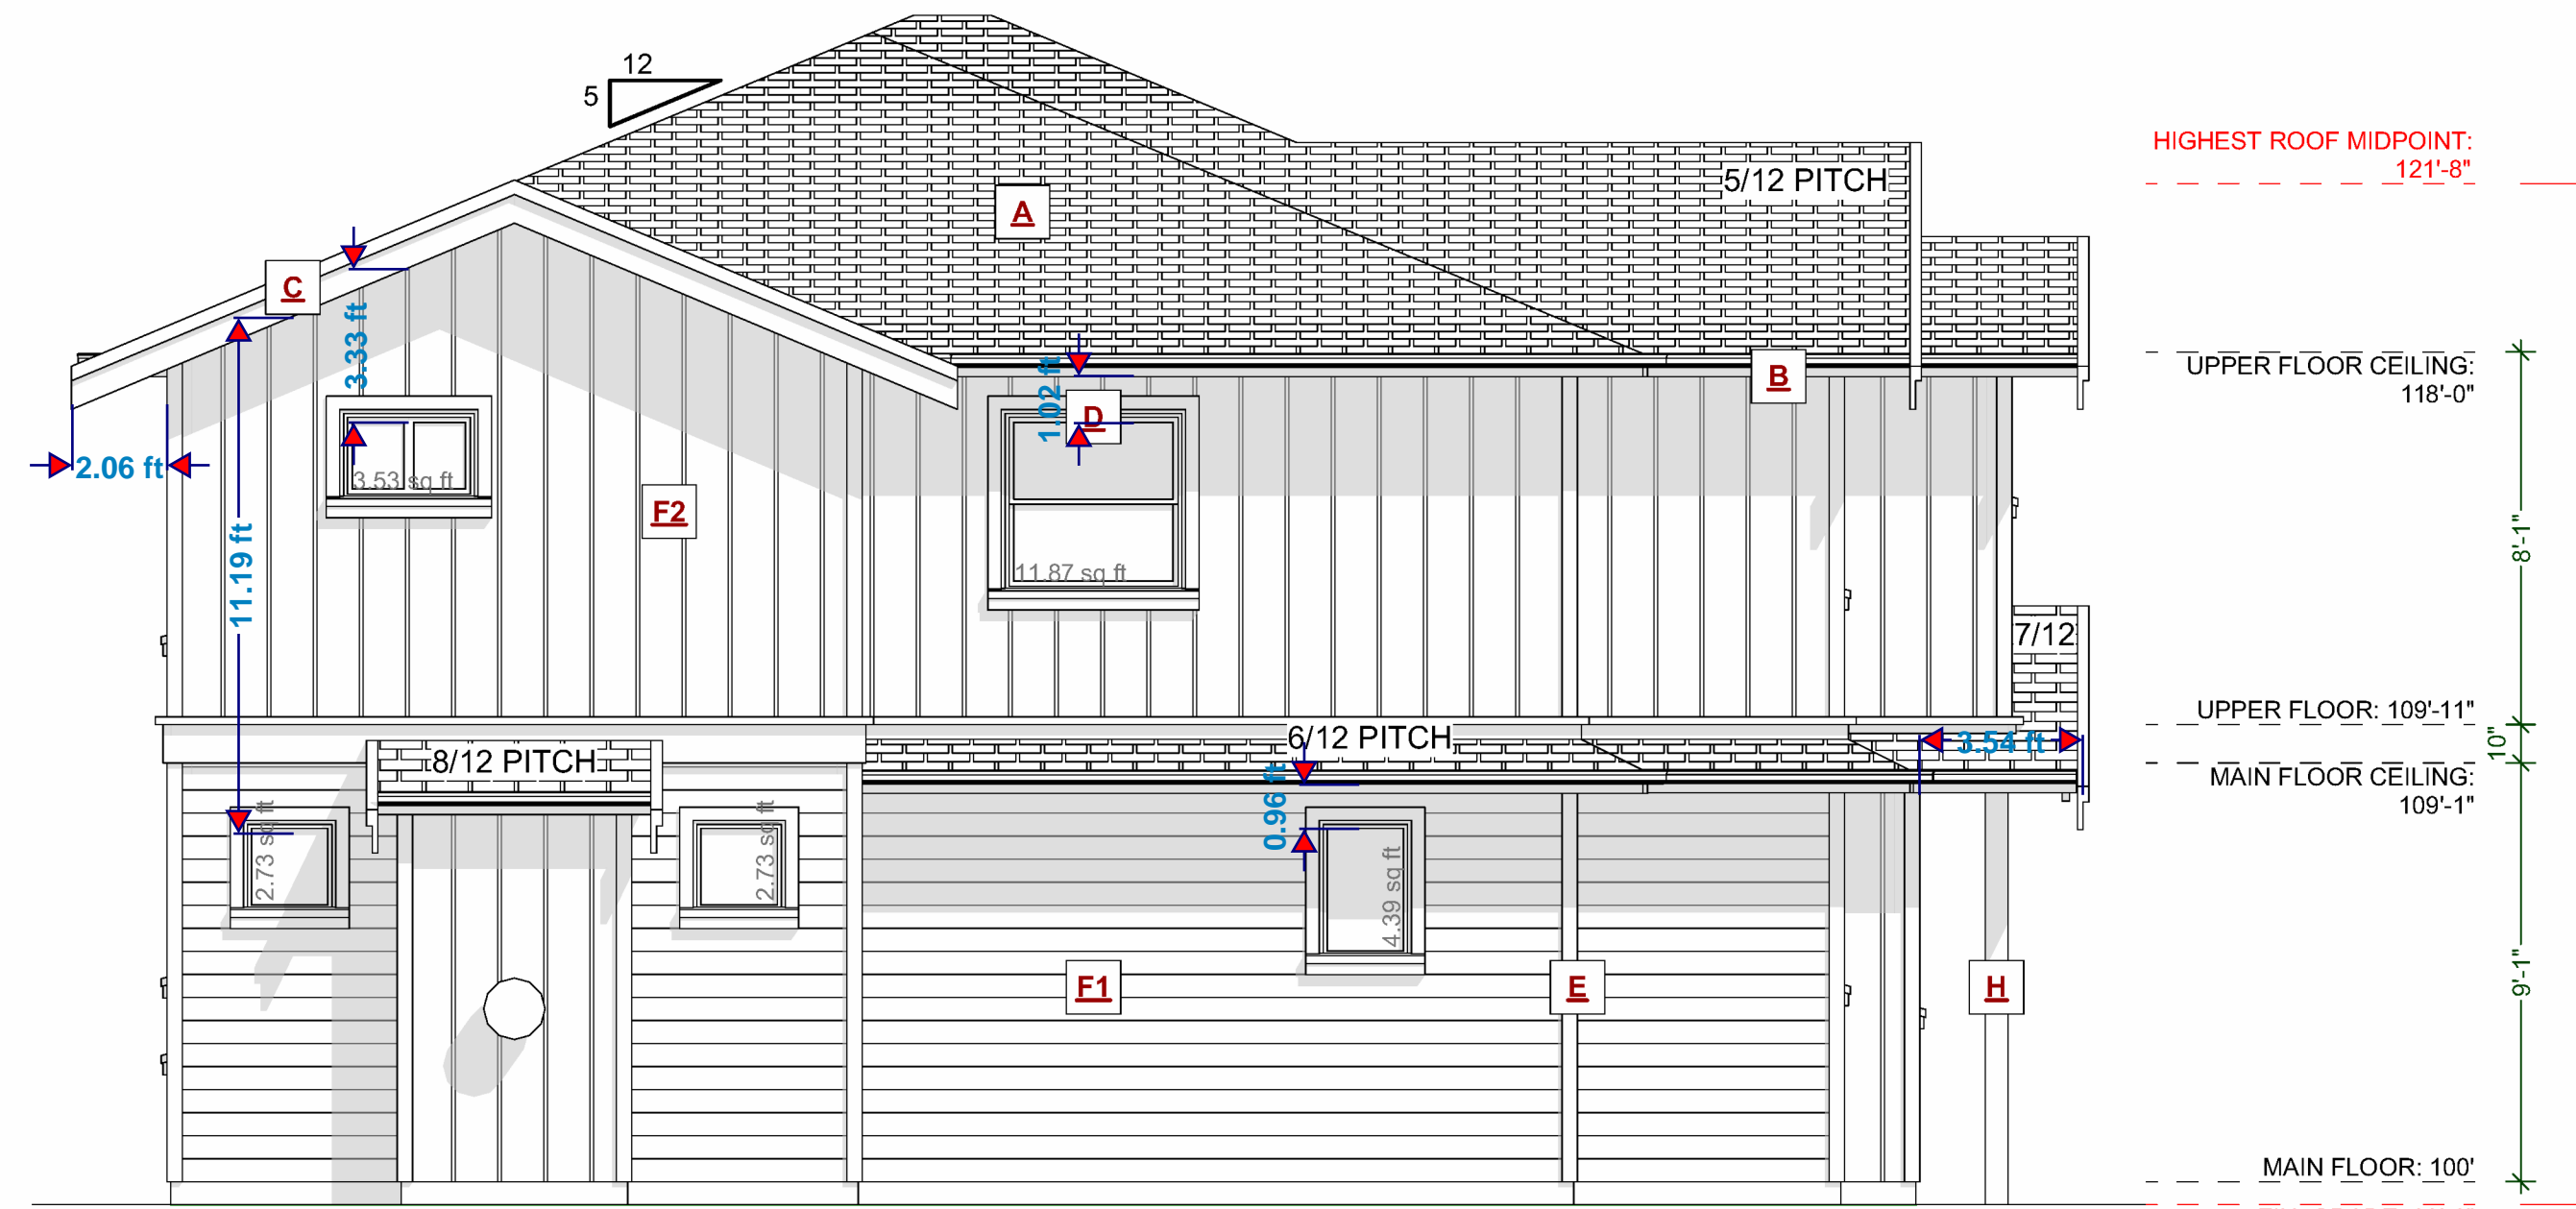 12
5
HIGHEST ROOF MIDPOINT:
121'-8"
5/12 PITCH
A
C
3.33 ft
B
UPPER FLOOR CEILING:
118'-0"
1.02 ft
D
2.06 ft
3.53 sq ft
F2
11.19 ft
11.87 sq ft
8'-1"
7/12
UPPER FLOOR: 109'-11"
6/12 PITCH
3.54 ft
10"
8/12 PITCH
MAIN FLOOR CEILING:
109'-1"
0.96 ft
2.73 sq ft
2.73 sq ft
4.39 sq ft
F1
E
H
9'-1"
MAIN FLOOR: 100'